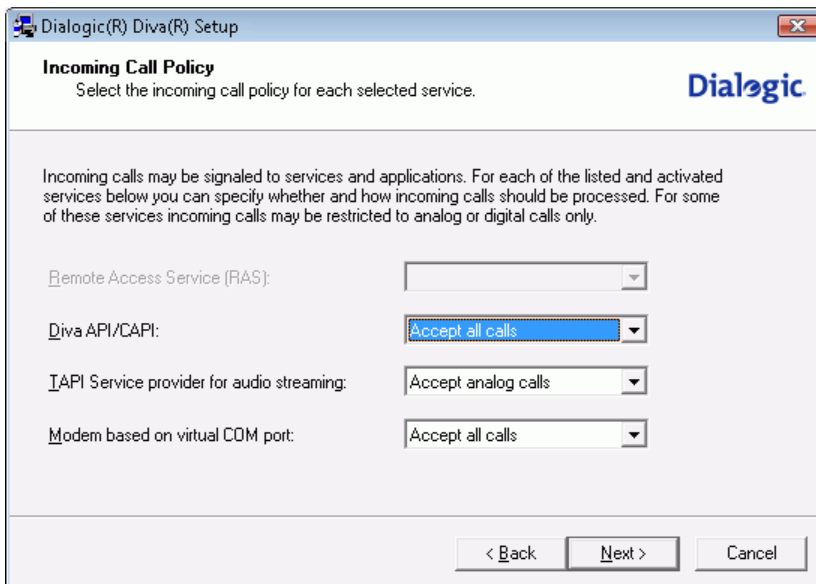 Dialogic(R) Diva(R) Setup
Incoming Call Policy
Select the incoming call policy for each selected service.
Dialogic
Incoming calls may be signaled to services and applications. For each of the listed and activated
services below you can specify whether and how incoming calls should be processed. For some
of these services incoming calls may be restricted to analog or digital calls only.
Remote Access Service (RAS):
Diva API/CAPI:
Accept all calls
TAPI Service provider for audio streaming:
Accept analog calls
Modem based on virtual COM port:
Accept all calls
< Back
Next >
Cancel